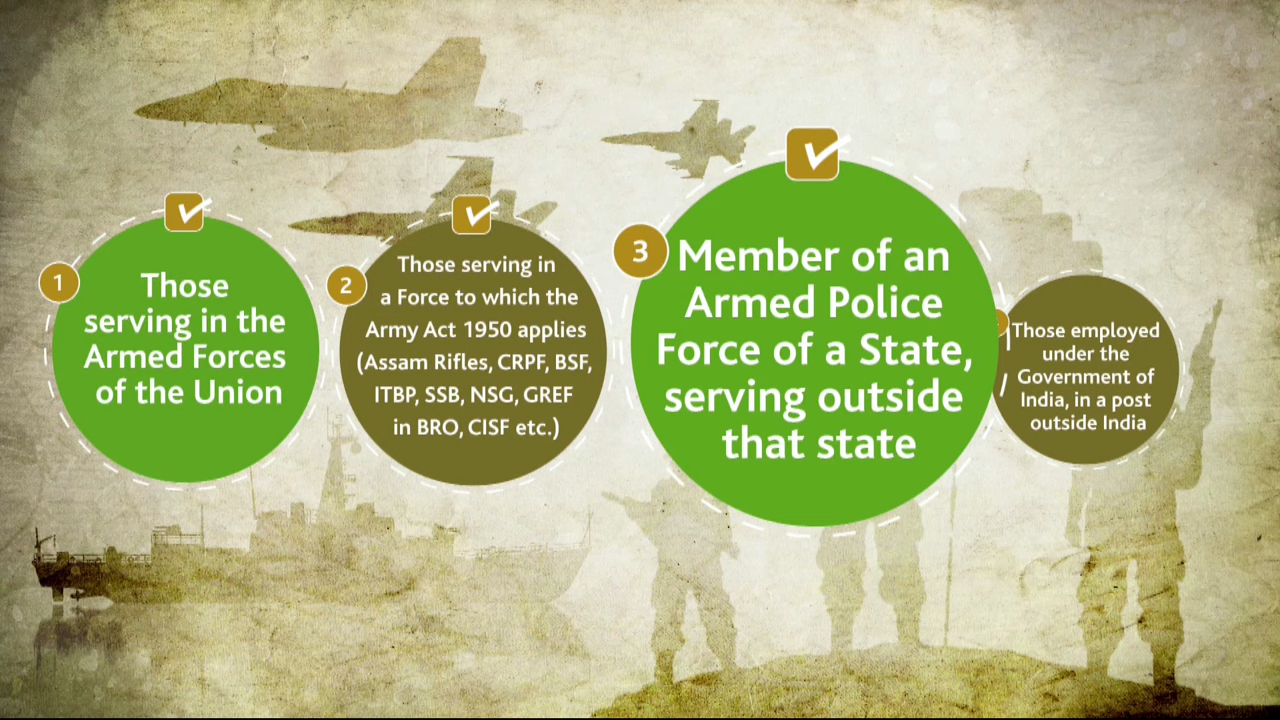 1
Those
serving in the
Armed Forces
of the Union
2
Those serving in
a Force to which the
Army Act 1950 applies
(Assam Rifles, CRPF, BSF,
ITBP, SSB, NSG, GREF
in BRO, CISF etc.)
3
Member of an
Armed Police
Force of a State,
serving outside
that state
Those employed
under the
Government of
India, in a post
outside India